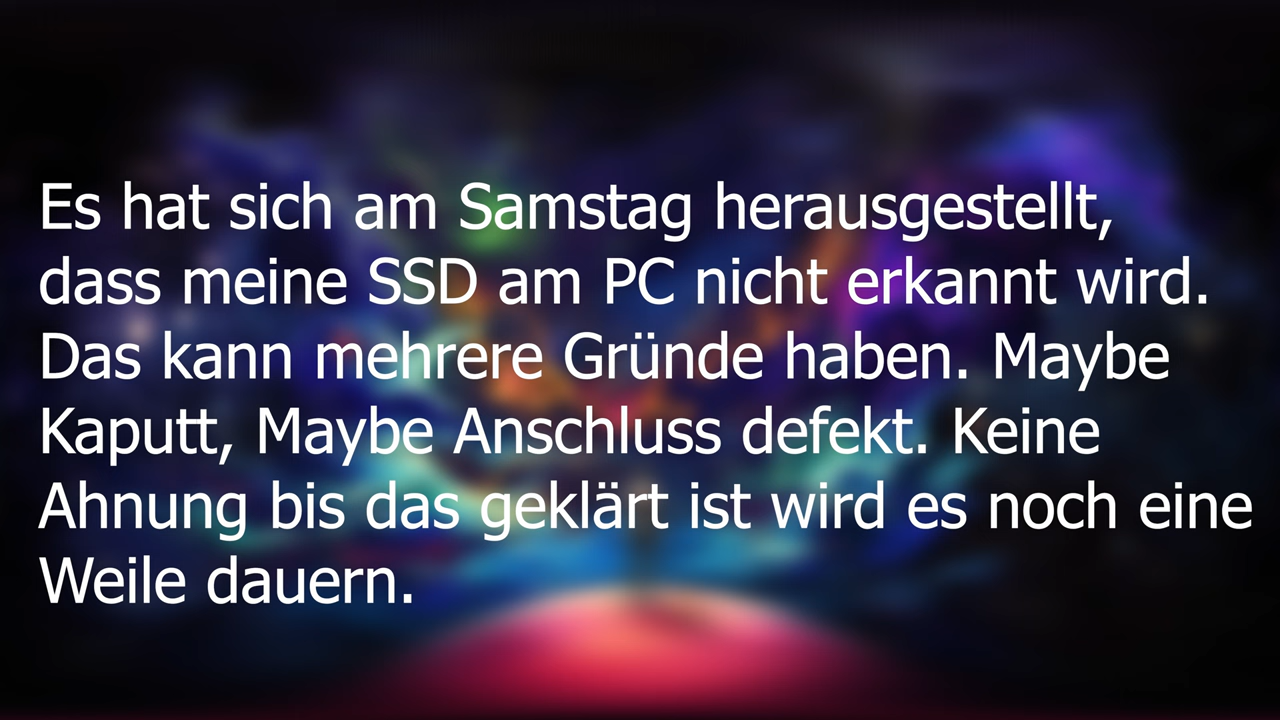 Es hat sich am Samstag herausgestellt,
dass meine SSD am PC nicht erkannt wird.
Das kann mehrere Gründe haben. Maybe
Kaputt, Maybe Anschluss defekt. Keine
Ahnung bis das geklärt ist wird es noch eine
Weile dauern.